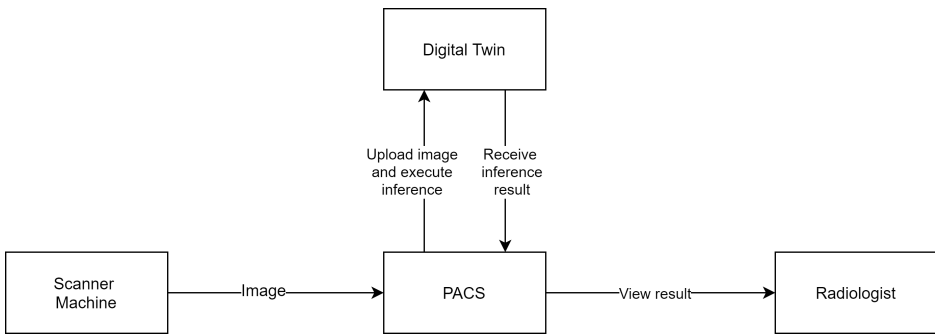 Digital Twin
Upload image
and execute
inference
Receive
inference
result
Scanner
Machine
Image
PACS
View result
Radiologist